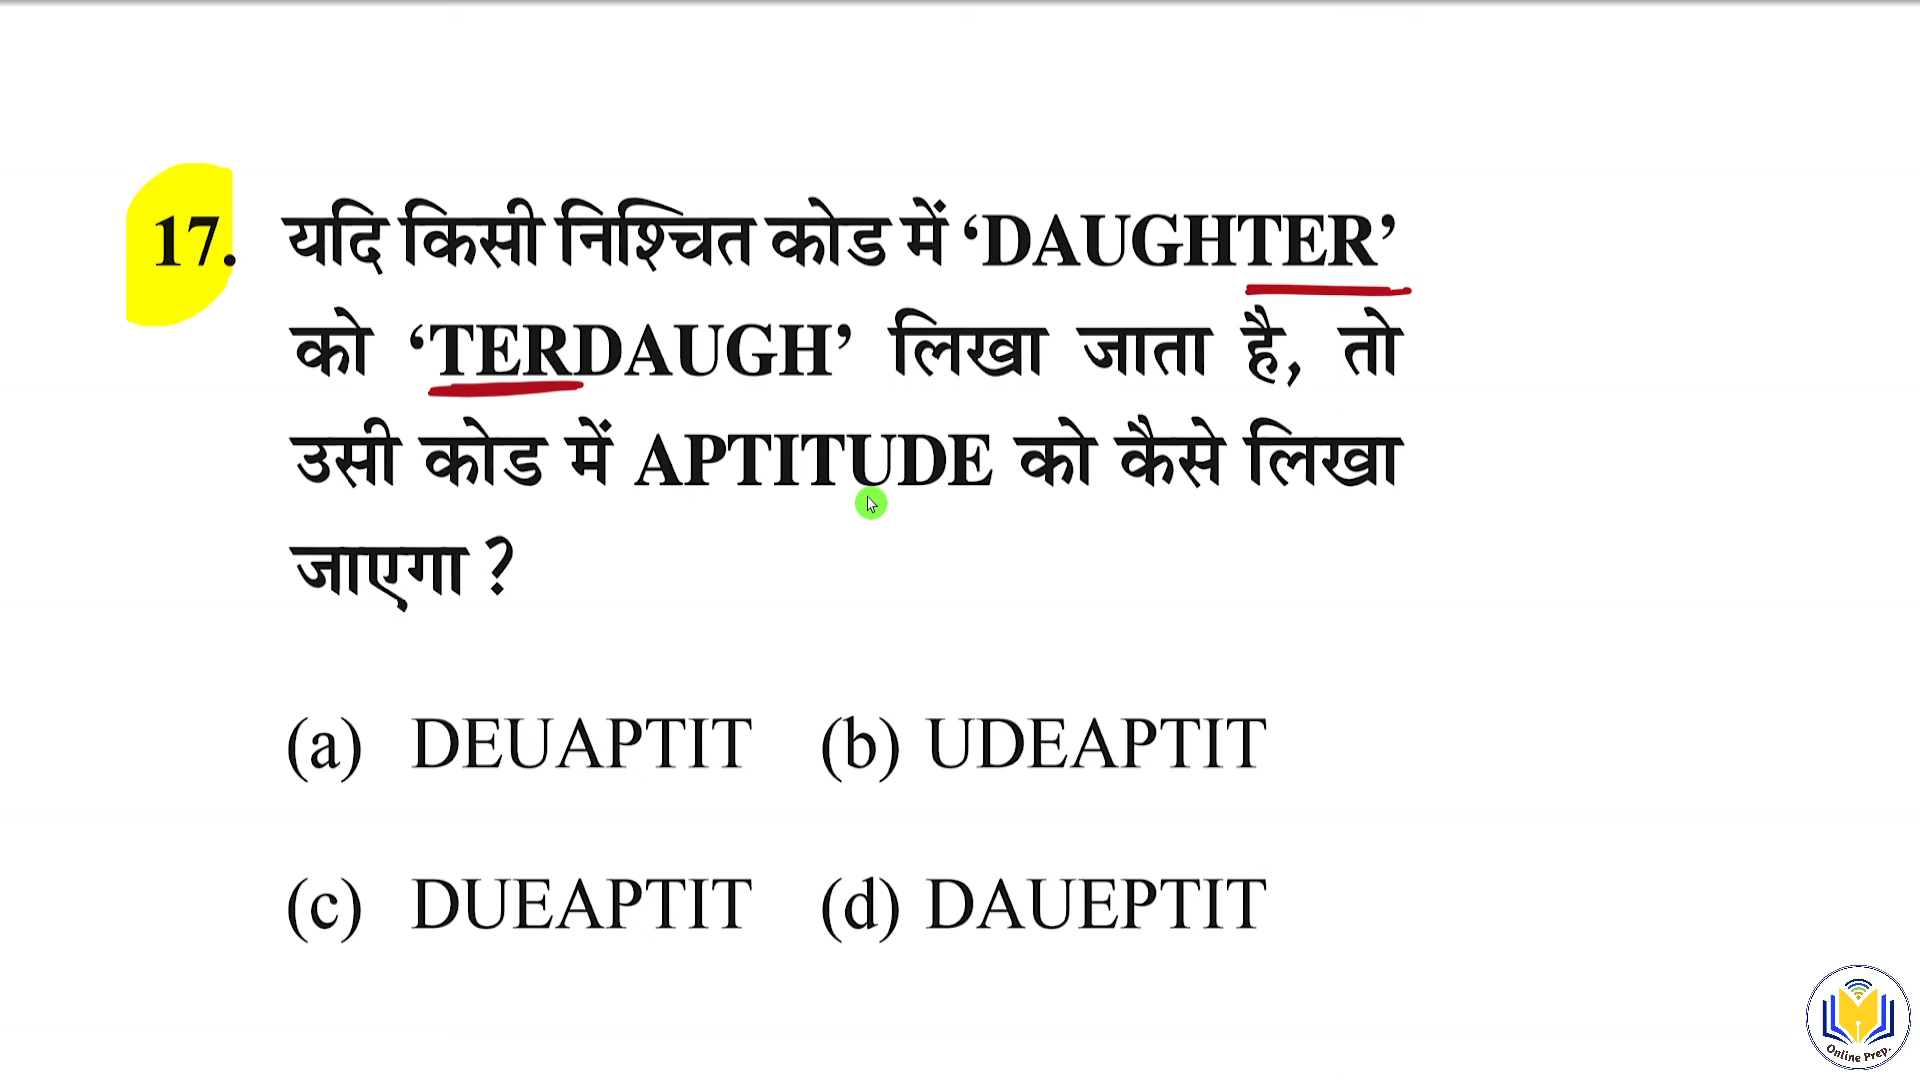 17. यदि किसी निश्चित कोड में ‘DAUGHTER’
को ‘TERDAUGH’ लिखा जाता है, तो
उसी कोड में APTITUDE को कैसे लिखा
जाएगा ?
(a) DEUAPTIT (b) UDEAPTIT
(c) DUEAPTIT (d) DAUEPTIT
Online Prep.